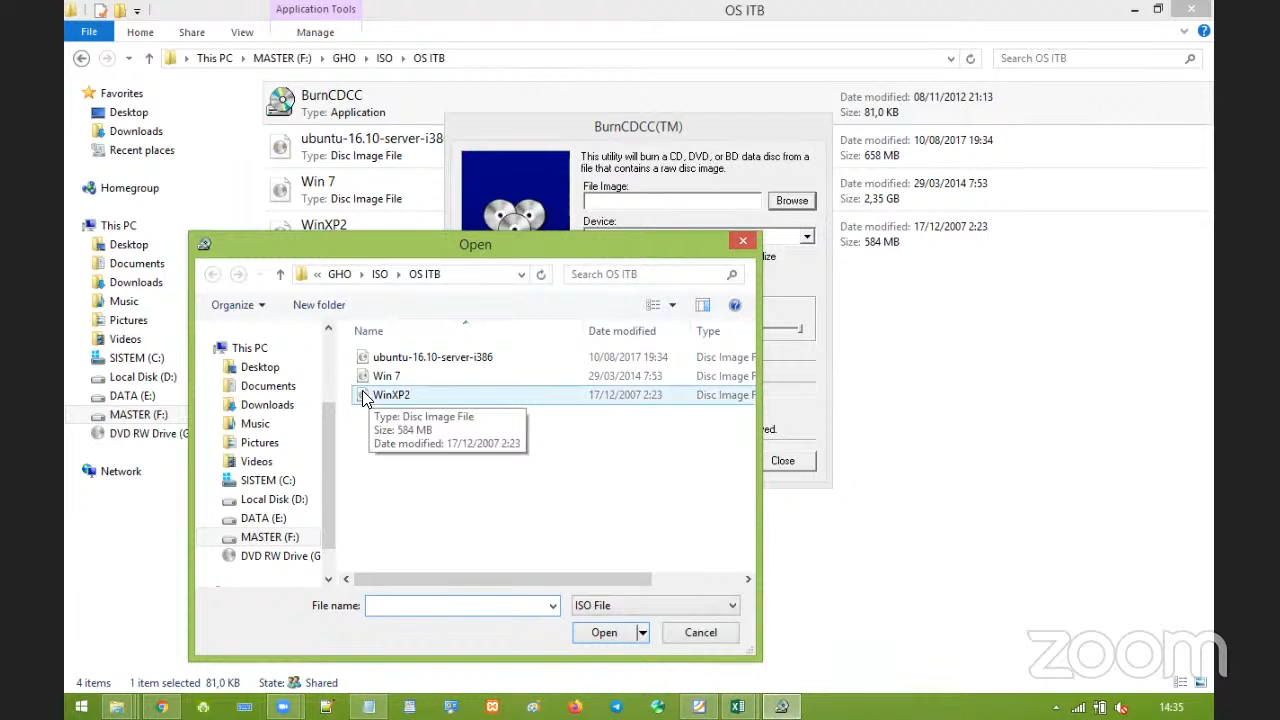 Application Tools
OS ITB
File
Home
Share
View
Manage
This PC
MASTER (F:)
GHO
ISO
OS ITB
Search OS ITB
Favorites
Desktop
Downloads
Recent places
Homegroup
This PC
Desktop
Documents
Downloads
Music
Pictures
Videos
SISTEM (C:)
Local Disk (D:)
DATA (E:)
MASTER (F:)
DVD RW Drive (G
Network
BurnCDCC
Type: Application
Date modified: 08/11/2012 21:13
Size: 81,0 KB
ubuntu-16.10-server-i38
Type: Disc Image File
Date modified: 10/08/2017 19:34
Size: 658 MB
Win 7
Type: Disc Image File
Date modified: 29/03/2014 7:53
Size: 2,35 GB
WinXP2
Date modified: 17/12/2007 2:23
Size: 584 MB
BurnCDCC(TM)
This utility will burn a CD, DVD, or BD data disc from a
file that contains a raw disc image.
File Image:
Browse
Device:
lize
ved.
Close
Open
« GHO
ISO
OS ITB
Search OS ITB
Organize
New folder
This PC
Desktop
Documents
Downloads
Music
Pictures
Videos
SISTEM (C:)
Local Disk (D:)
DATA (E:)
MASTER (F:)
DVD RW Drive (G
Name
Date modified
Type
ubuntu-16.10-server-i386
10/08/2017 19:34
Disc Image F
Win 7
29/03/2014 7:53
Disc Image F
WinXP2
17/12/2007 2:23
Disc Image F
Type: Disc Image File
Size: 584 MB
Date modified: 17/12/2007 2:23
File name:
ISO File
Open
Cancel
4 items
1 item selected 81,0 KB
State:
Shared
zoom
14:35